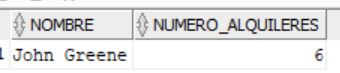 NOMBRE NUMERO_ALQUILERES
1 John Greene 6